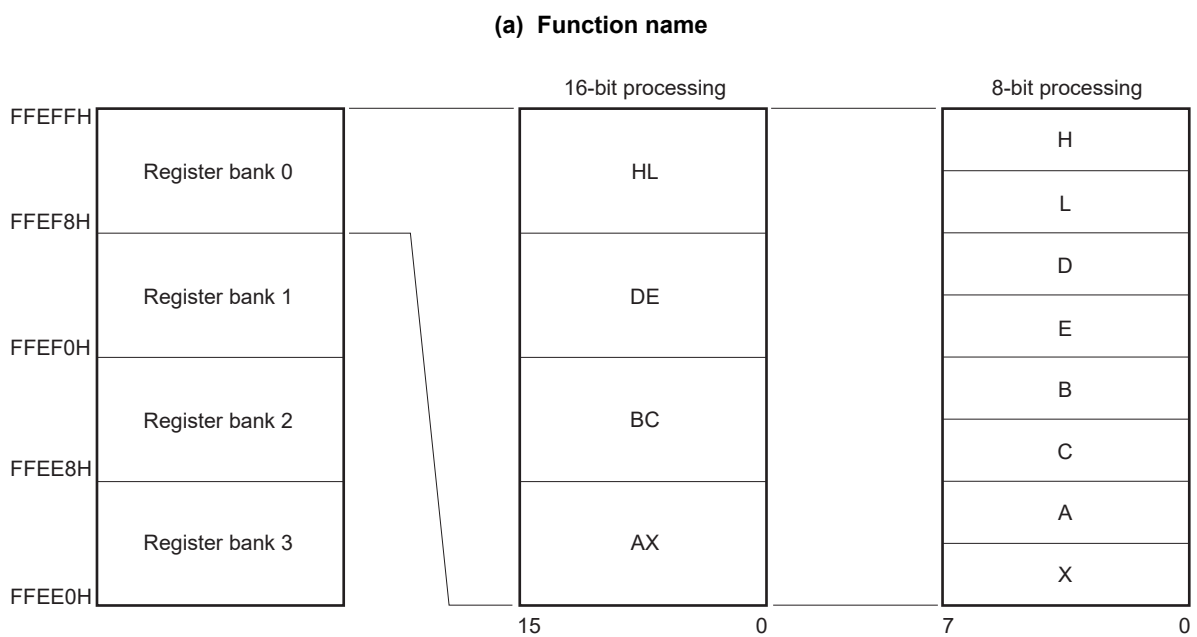 (a) Function name
16-bit processing 8-bit processing
FFEFFH
Register bank 0 HL H
L
FFEF8H
Register bank 1 DE D
E
FFEF0H
Register bank 2 BC B
C
FFEE8H
Register bank 3 AX A
X
FFEE0H
15 0 7 0